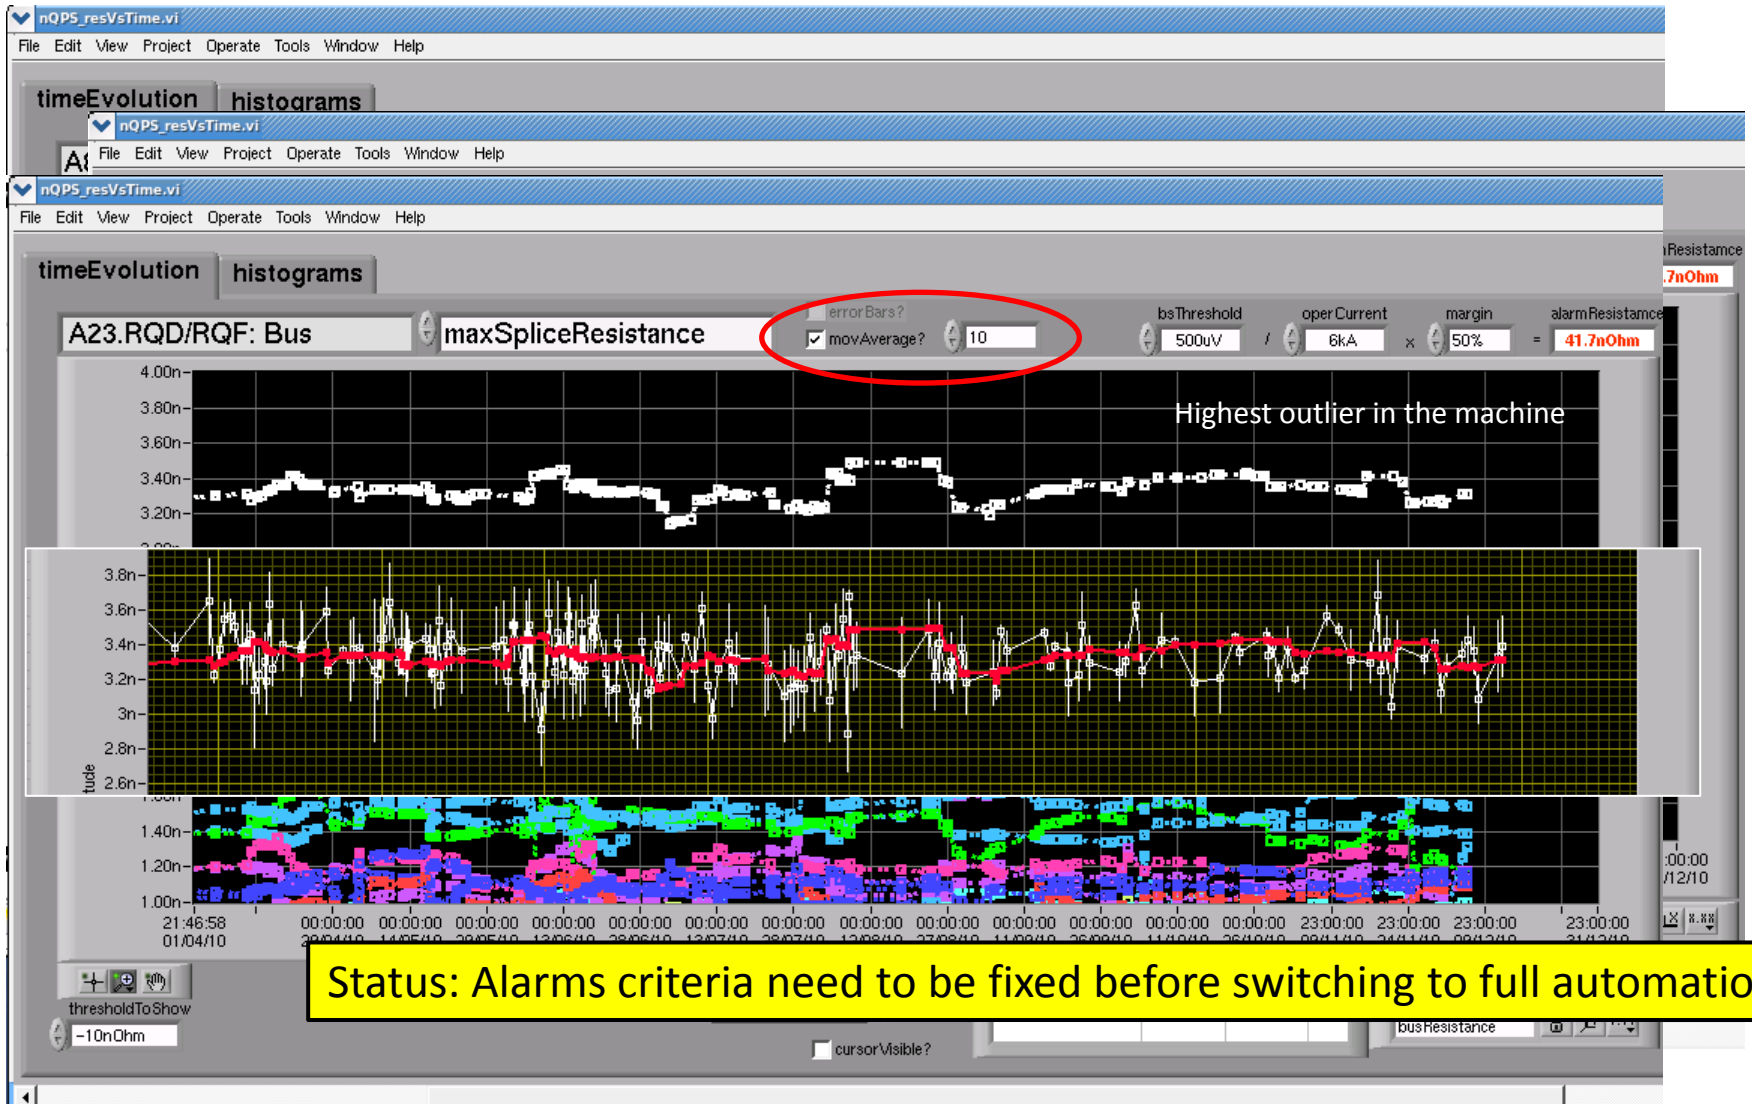 nQPS_resVsTime.vi
File Edit View Project Operate Tools Window Help
timeEvolution histograms
nQPS_resVsTime.vi
File Edit View Project Operate Tools Window Help
nQPS_resVsTime.vi
File Edit View Project Operate Tools Window Help
timeEvolution histograms
A23.RQD/RQF: Bus
maxSpliceResistance
errorBars?
movAverage? 10
bsThreshold operCurrent margin alarmResistamce
500uV / 6kA x 50% = 41.7nOhm
Resistamce
.7nOhm
Highest outlier in the machine
4.00n
3.80n
3.60n
3.40n
3.20n
3.8n
3.6n
3.4n
3.2n
3n
2.8n
2.6n
tude
1.40n
1.20n
1.00n
21:46:58 00:00:00 00:00:00 00:00:00 00:00:00 00:00:00 00:00:00 00:00:00 00:00:00 00:00:00 00:00:00 00:00:00 00:00:00 00:00:00 23:00:00 23:00:00 23:00:00 23:00:00
01/04/10
:00:00
/12/10
Status: Alarms criteria need to be fixed before switching to full automatio
thresholdToShow
-10nOhm
cursorVisible?
busResistance